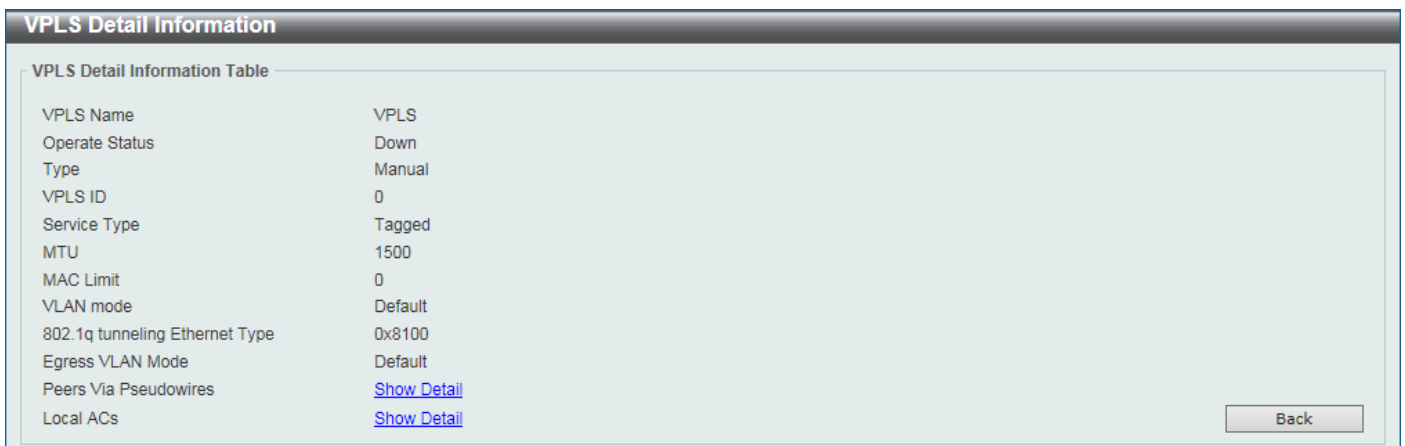 VPLS Detail Information
VPLS Detail Information Table
VPLS Name VPLS
Operate Status Down
Type Manual
VPLS ID 0
Service Type Tagged
MTU 1500
MAC Limit 0
VLAN mode Default
802.1q tunneling Ethernet Type 0x8100
Egress VLAN Mode Default
Peers Via Pseudowires Show Detail
Local ACs Show Detail
Back